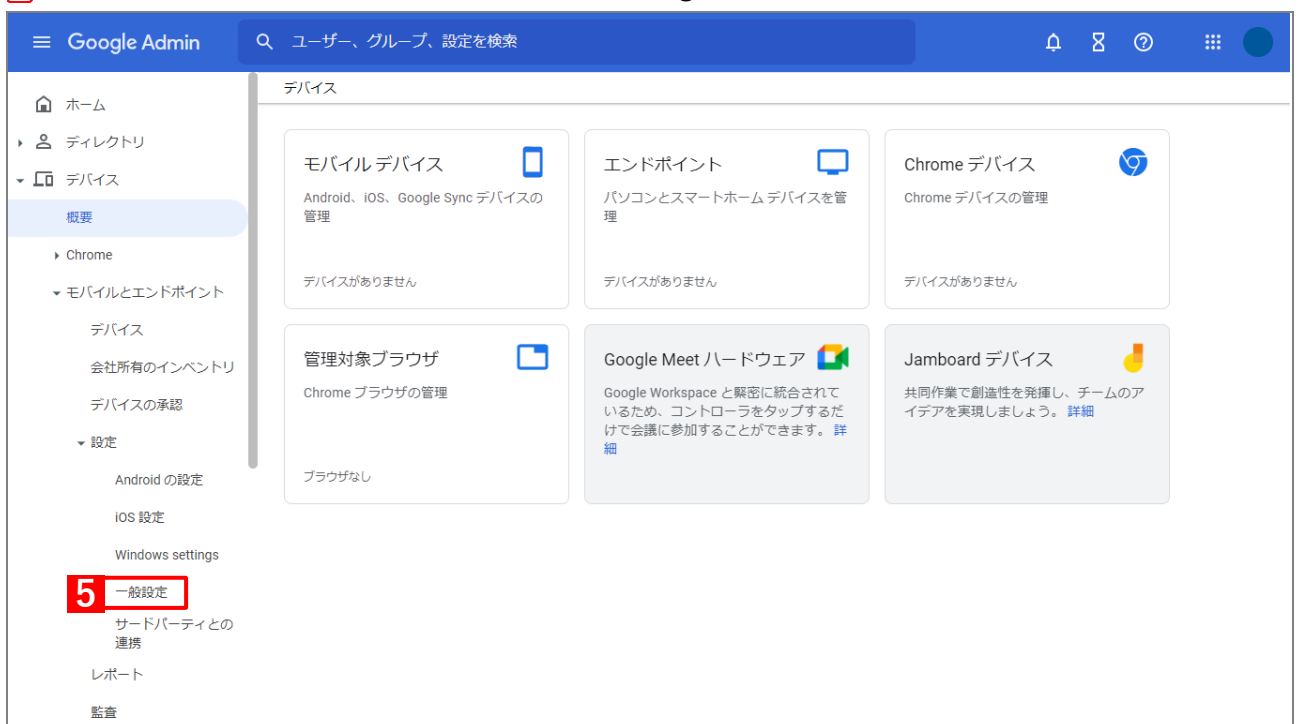 Google Admin
ユーザー、グループ、設定を検索
ホーム
ディレクトリ
デバイス
概要
Chrome
モバイルとエンドポイント
デバイス
会社所有のインベントリ
デバイスの承認
設定
Android の設定
iOS 設定
Windows settings
5 一般設定
サードパーティとの
連携
レポート
監査
デバイス
モバイル デバイス
Android、iOS、Google Sync デバイスの
管理
デバイスがありません
エンドポイント
パソコンとスマートホーム デバイスを管
理
デバイスがありません
Chrome デバイス
Chrome デバイスの管理
デバイスがありません
管理対象ブラウザ
Chrome ブラウザの管理
ブラウザなし
Google Meet ハードウェア
Google Workspace と緊密に統合されて
いるため、コントローラをタップするだ
けで会議に参加することができます。 詳
細
Jamboard デバイス
共同作業で創造性を発揮し、チームのア
イデアを実現しましょう。 詳細